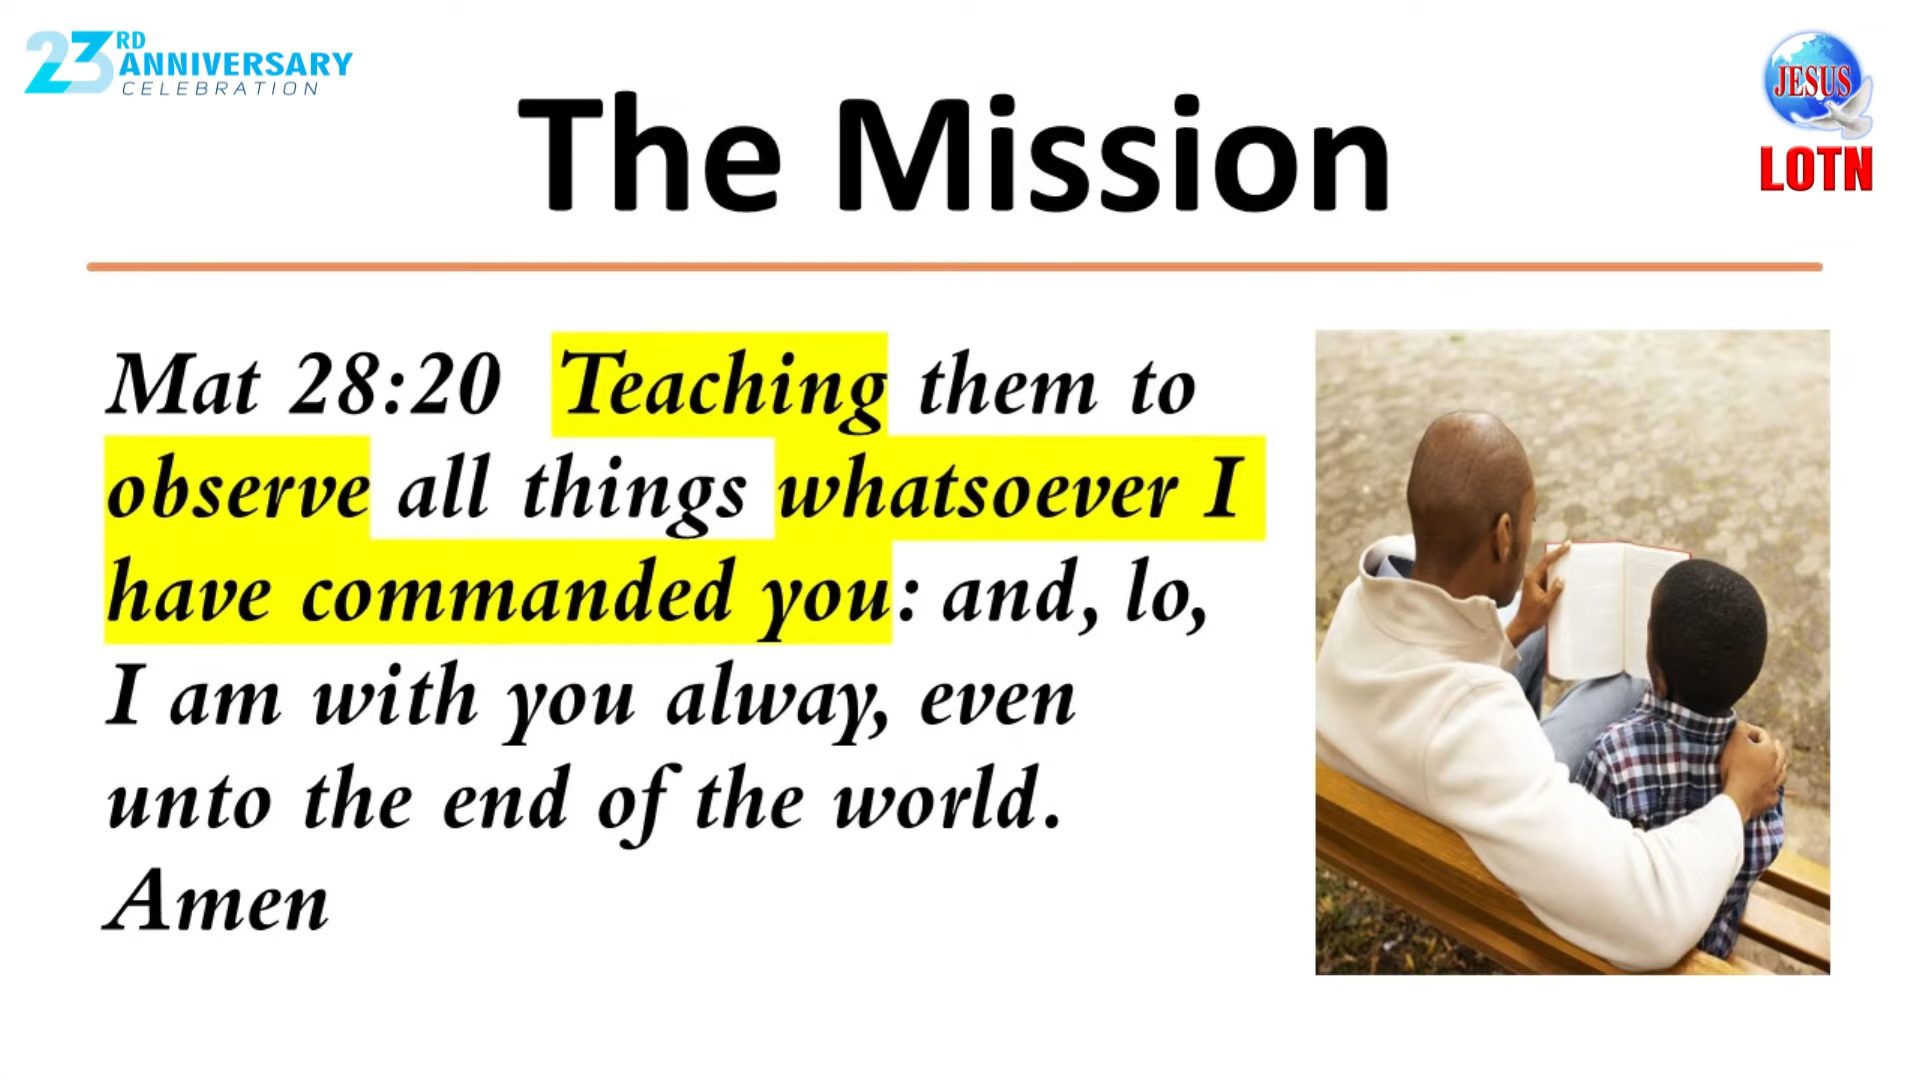 23RD
ANNIVERSARY
CELEBRATION
JESUS
LOTN
The Mission
Mat 28:20 Teaching them to
observe all things whatsoever I
have commanded you: and, lo,
I am with you alway, even
unto the end of the world.
Amen